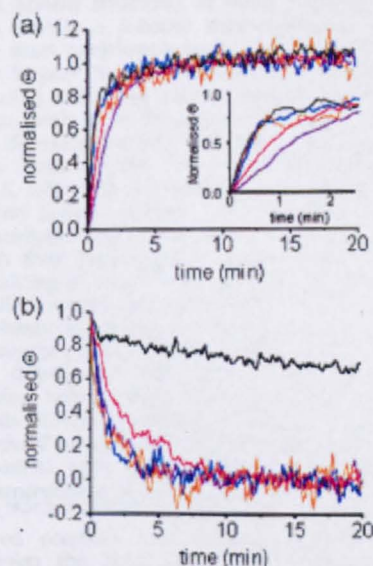 (a)
1.2
1.0
0.8
0.6
0.4
0.2
0.0
normalised Θ
0 5 10 15 20
time (min)
1.0
0.5
0.0
Normalised Θ
0 1 2
time (min)
(b)
1.0
0.8
0.6
0.4
0.2
0.0
-0.2
normalised Θ
0 5 10 15 20
time (min)